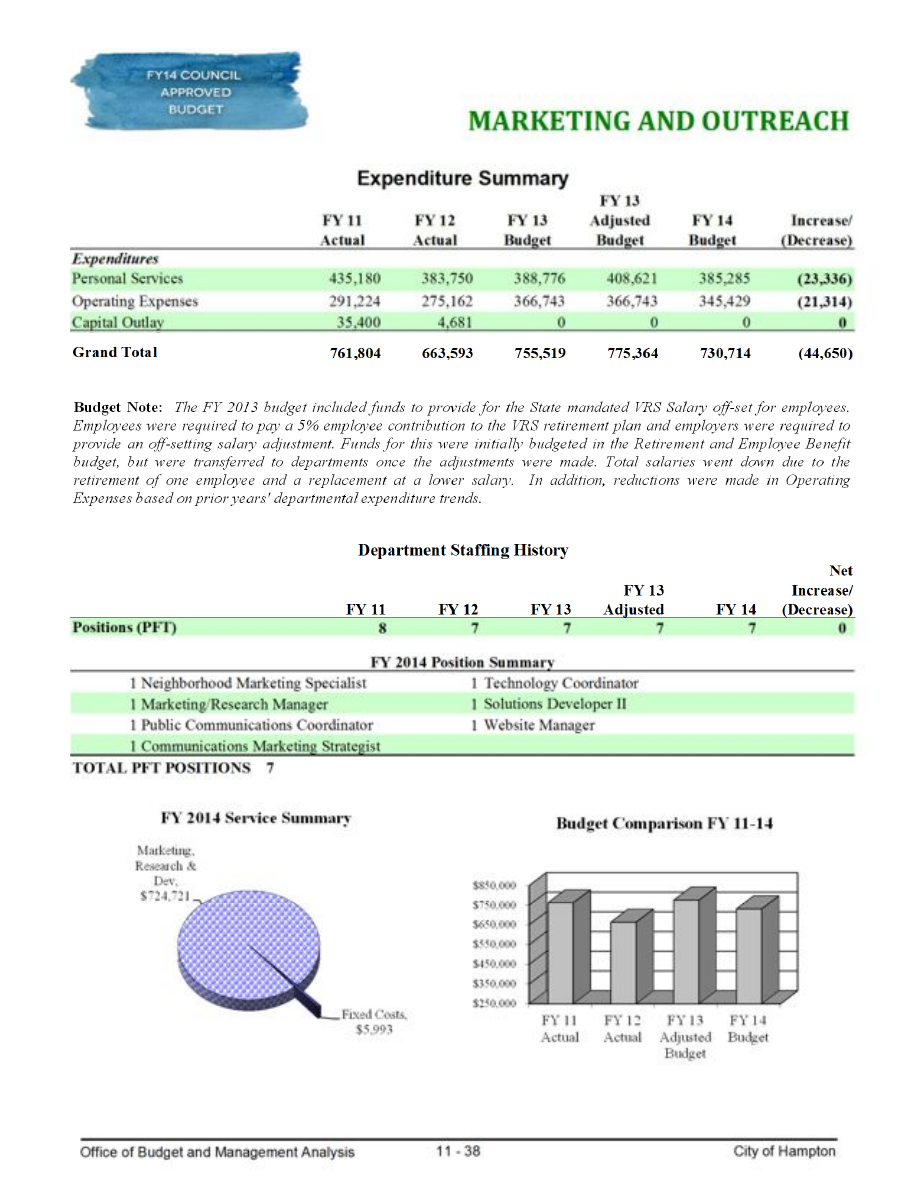 FY14 COUNCIL
APPROVED
BUDGET
MARKETING AND OUTREACH
Expenditure Summary
FY 11 Actual FY 12 Actual FY 13 Budget FY 13 Adjusted Budget FY 14 Budget Increase/ (Decrease)
Expenditures
Personal Services 435,180 383,750 388,776 408,621 385,285 (23,336)
Operating Expenses 291,224 275,162 366,743 366,743 345,429 (21,314)
Capital Outlay 35,400 4,681 0 0 0 0
Grand Total 761,804 663,593 755,519 775,364 730,714 (44,650)
Budget Note: The FY 2013 budget included funds to provide for the State mandated VRS Salary off-set for employees.
Employees were required to pay a 5% employee contribution to the VRS retirement plan and employers were required to
provide an off-setting salary adjustment. Funds for this were initially budgeted in the Retirement and Employee Benefit
budget, but were transferred to departments once the adjustments were made. Total salaries went down due to the
retirement of one employee and a replacement at a lower salary. In addition, reductions were made in Operating
Expenses based on prior years' departmental expenditure trends.
Department Staffing History
FY 11 FY 12 FY 13 FY 13 Adjusted FY 14 Net Increase/ (Decrease)
Positions (PFT) 8 7 7 7 7 0
FY 2014 Position Summary
1 Neighborhood Marketing Specialist 1 Technology Coordinator
1 Marketing/Research Manager 1 Solutions Developer II
1 Public Communications Coordinator 1 Website Manager
1 Communications Marketing Strategist
TOTAL PFT POSITIONS 7
FY 2014 Service Summary
Marketing,
Research &
Dev,
$724,721
Fixed Costs,
$5,993
Budget Comparison FY 11-14
$850,000
$750,000
$650,000
$550,000
$450,000
$350,000
$250,000
FY 11 Actual
FY 12 Actual
FY 13 Adjusted Budget
FY 14 Budget
Office of Budget and Management Analysis 11 - 38 City of Hampton